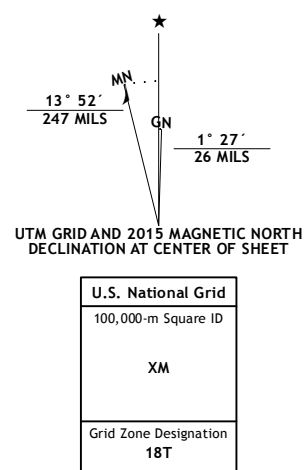 MN
GN
13° 52´
247 MILS
1° 27´
26 MILS
UTM GRID AND 2015 MAGNETIC NORTH
DECLINATION AT CENTER OF SHEET
U.S. National Grid
100,000-m Square ID
XM
Grid Zone Designation
18T